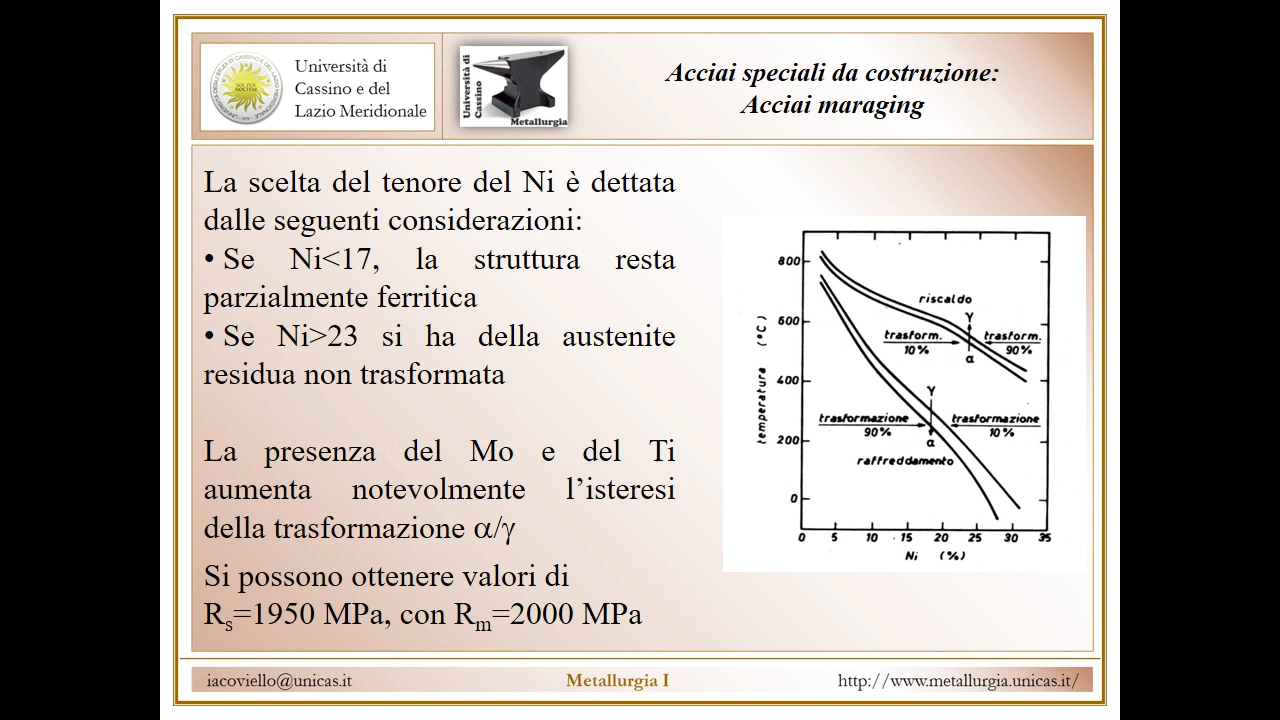 Università di
Cassino e del
Lazio Meridionale
Università di
Cassino
Metallurgia
Acciai speciali da costruzione:
Acciai maraging
La scelta del tenore del Ni è dettata
dalle seguenti considerazioni:
• Se Ni<17, la struttura resta
parzialmente ferritica
• Se Ni>23 si ha della austenite
residua non trasformata
La presenza del Mo e del Ti
aumenta notevolmente l'isteresi
della trasformazione α/γ
Si possono ottenere valori di
Rs=1950 MPa, con Rm=2000 MPa
temperatura (°C)
800
600
400
200
0
riscaldo
γ
trasform.
10%
trasform.
90%
α
γ
trasformazione
90%
trasformazione
10%
α
raffreddamento
0 5 10 15 20 25 30 35
Ni (%)
iacoviello@unicas.it
Metallurgia I
http://www.metallurgia.unicas.it/